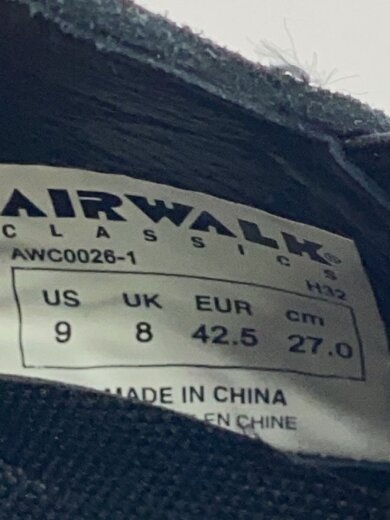 AIRWALK®
CLASSICS
AWC0026-1
H32
US UK EUR cm
9 8 42.5 27.0
MADE IN CHINA
EN CHINE